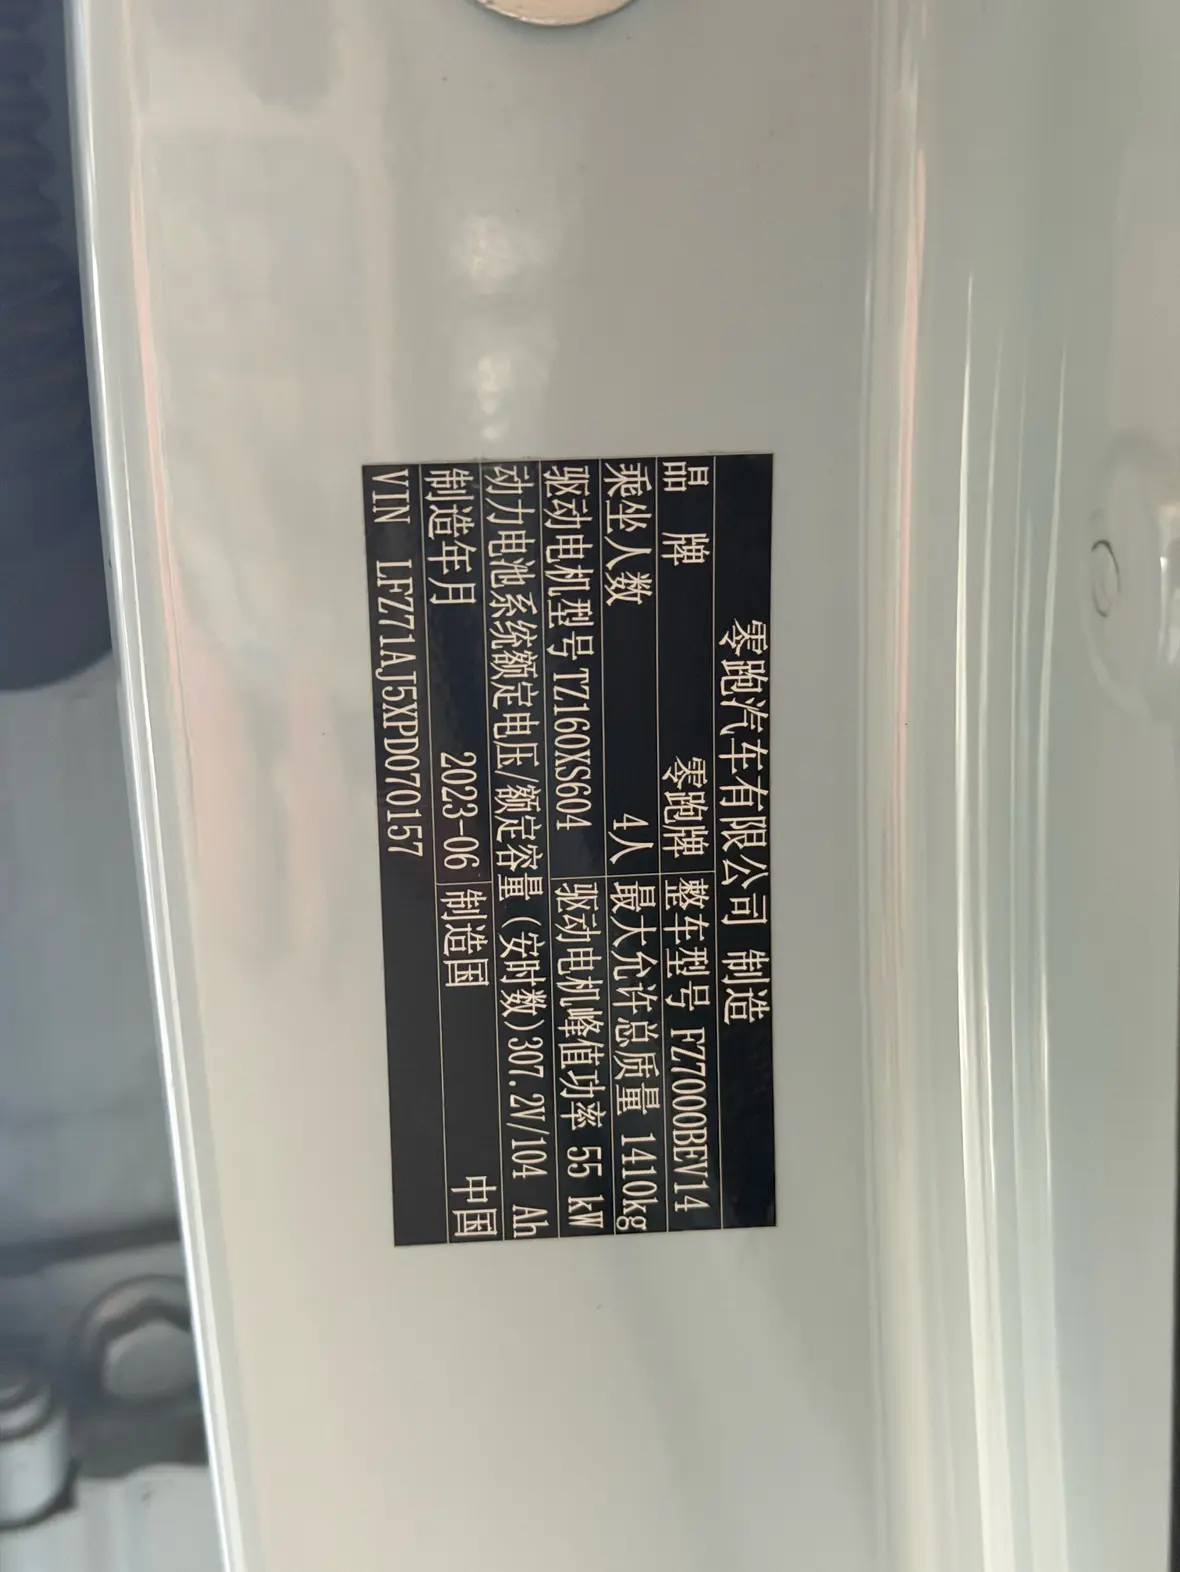 零跑汽车有限公司 制造
品 牌 零跑牌 整车型号 FZ7000BEV14
乘坐人数 4人 最大允许总质量 1410kg
驱动电机型号 TZ160XS604 驱动电机峰值功率 55 kW
动力电池系统额定电压/额定容量(安时数)307.2V/104 Ah
制造年月 2023-06 制造国 中国
VIN LFZ71AJ5XPD070157